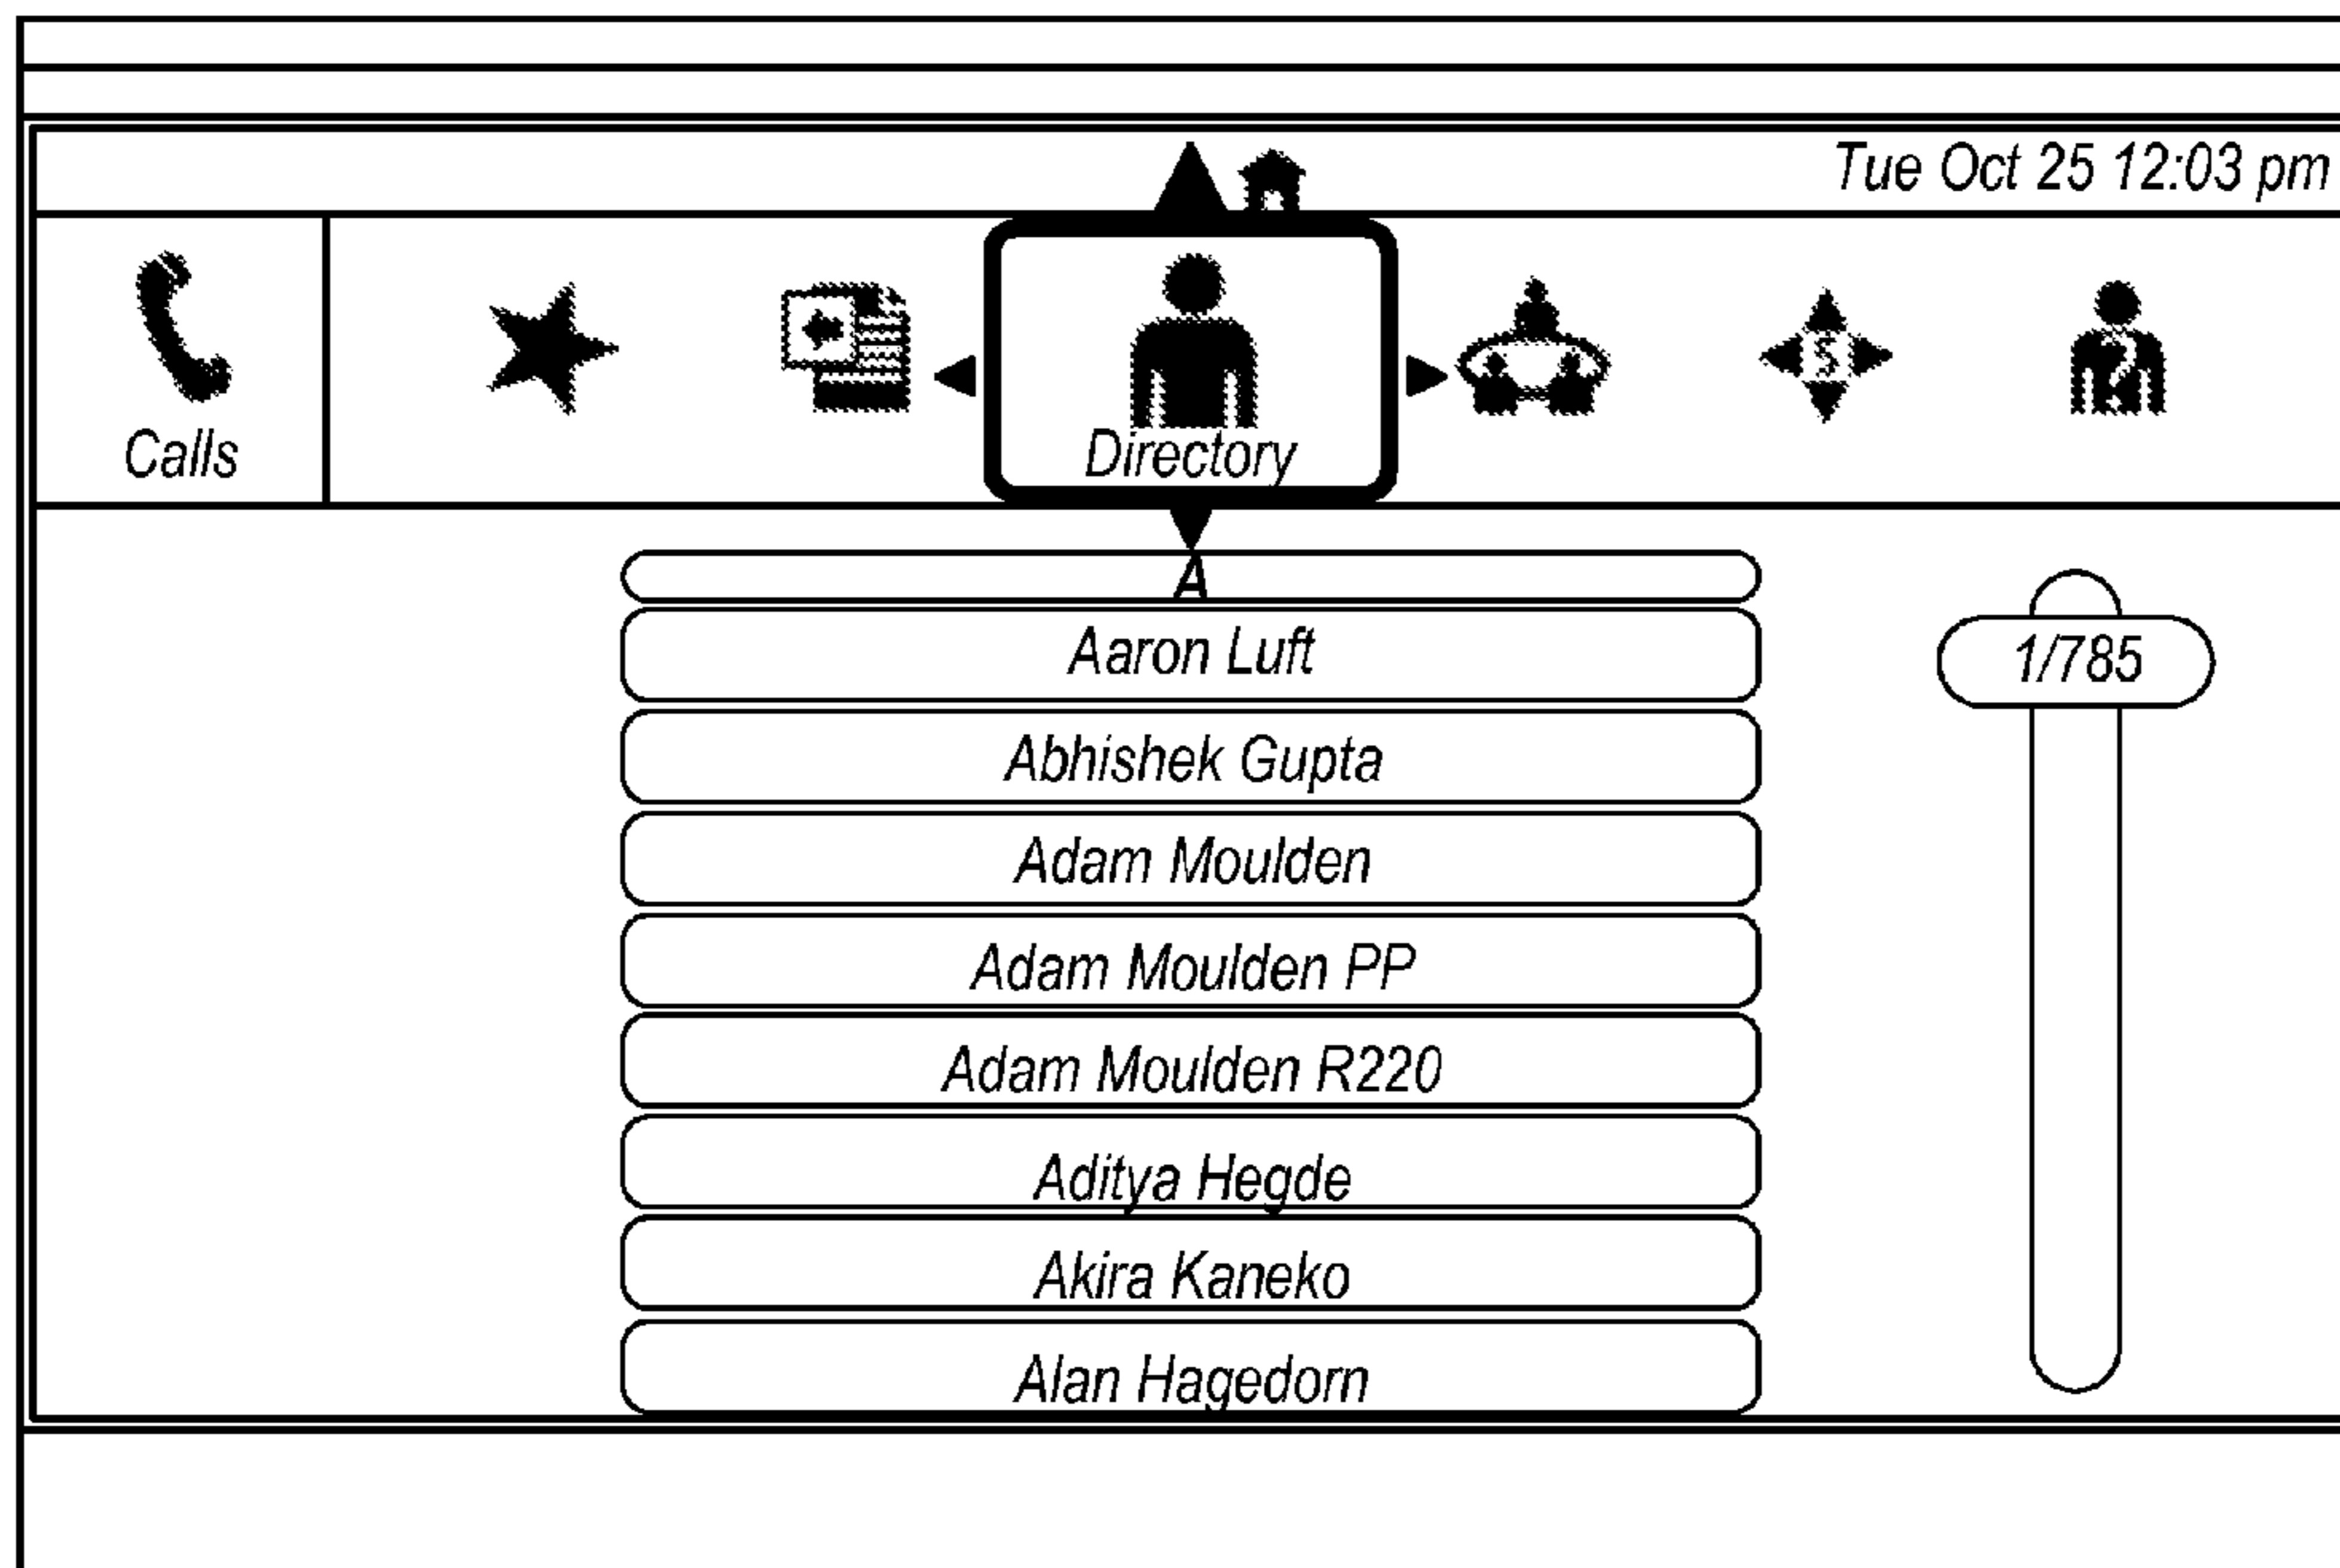 Tue Oct 25 12:03 pm
Calls
Directory
A
Aaron Luft
1/785
Abhishek Gupta
Adam Moulden
Adam Moulden PP
Adam Moulden R220
Aditya Hegde
Akira Kaneko
Alan Hagedorn